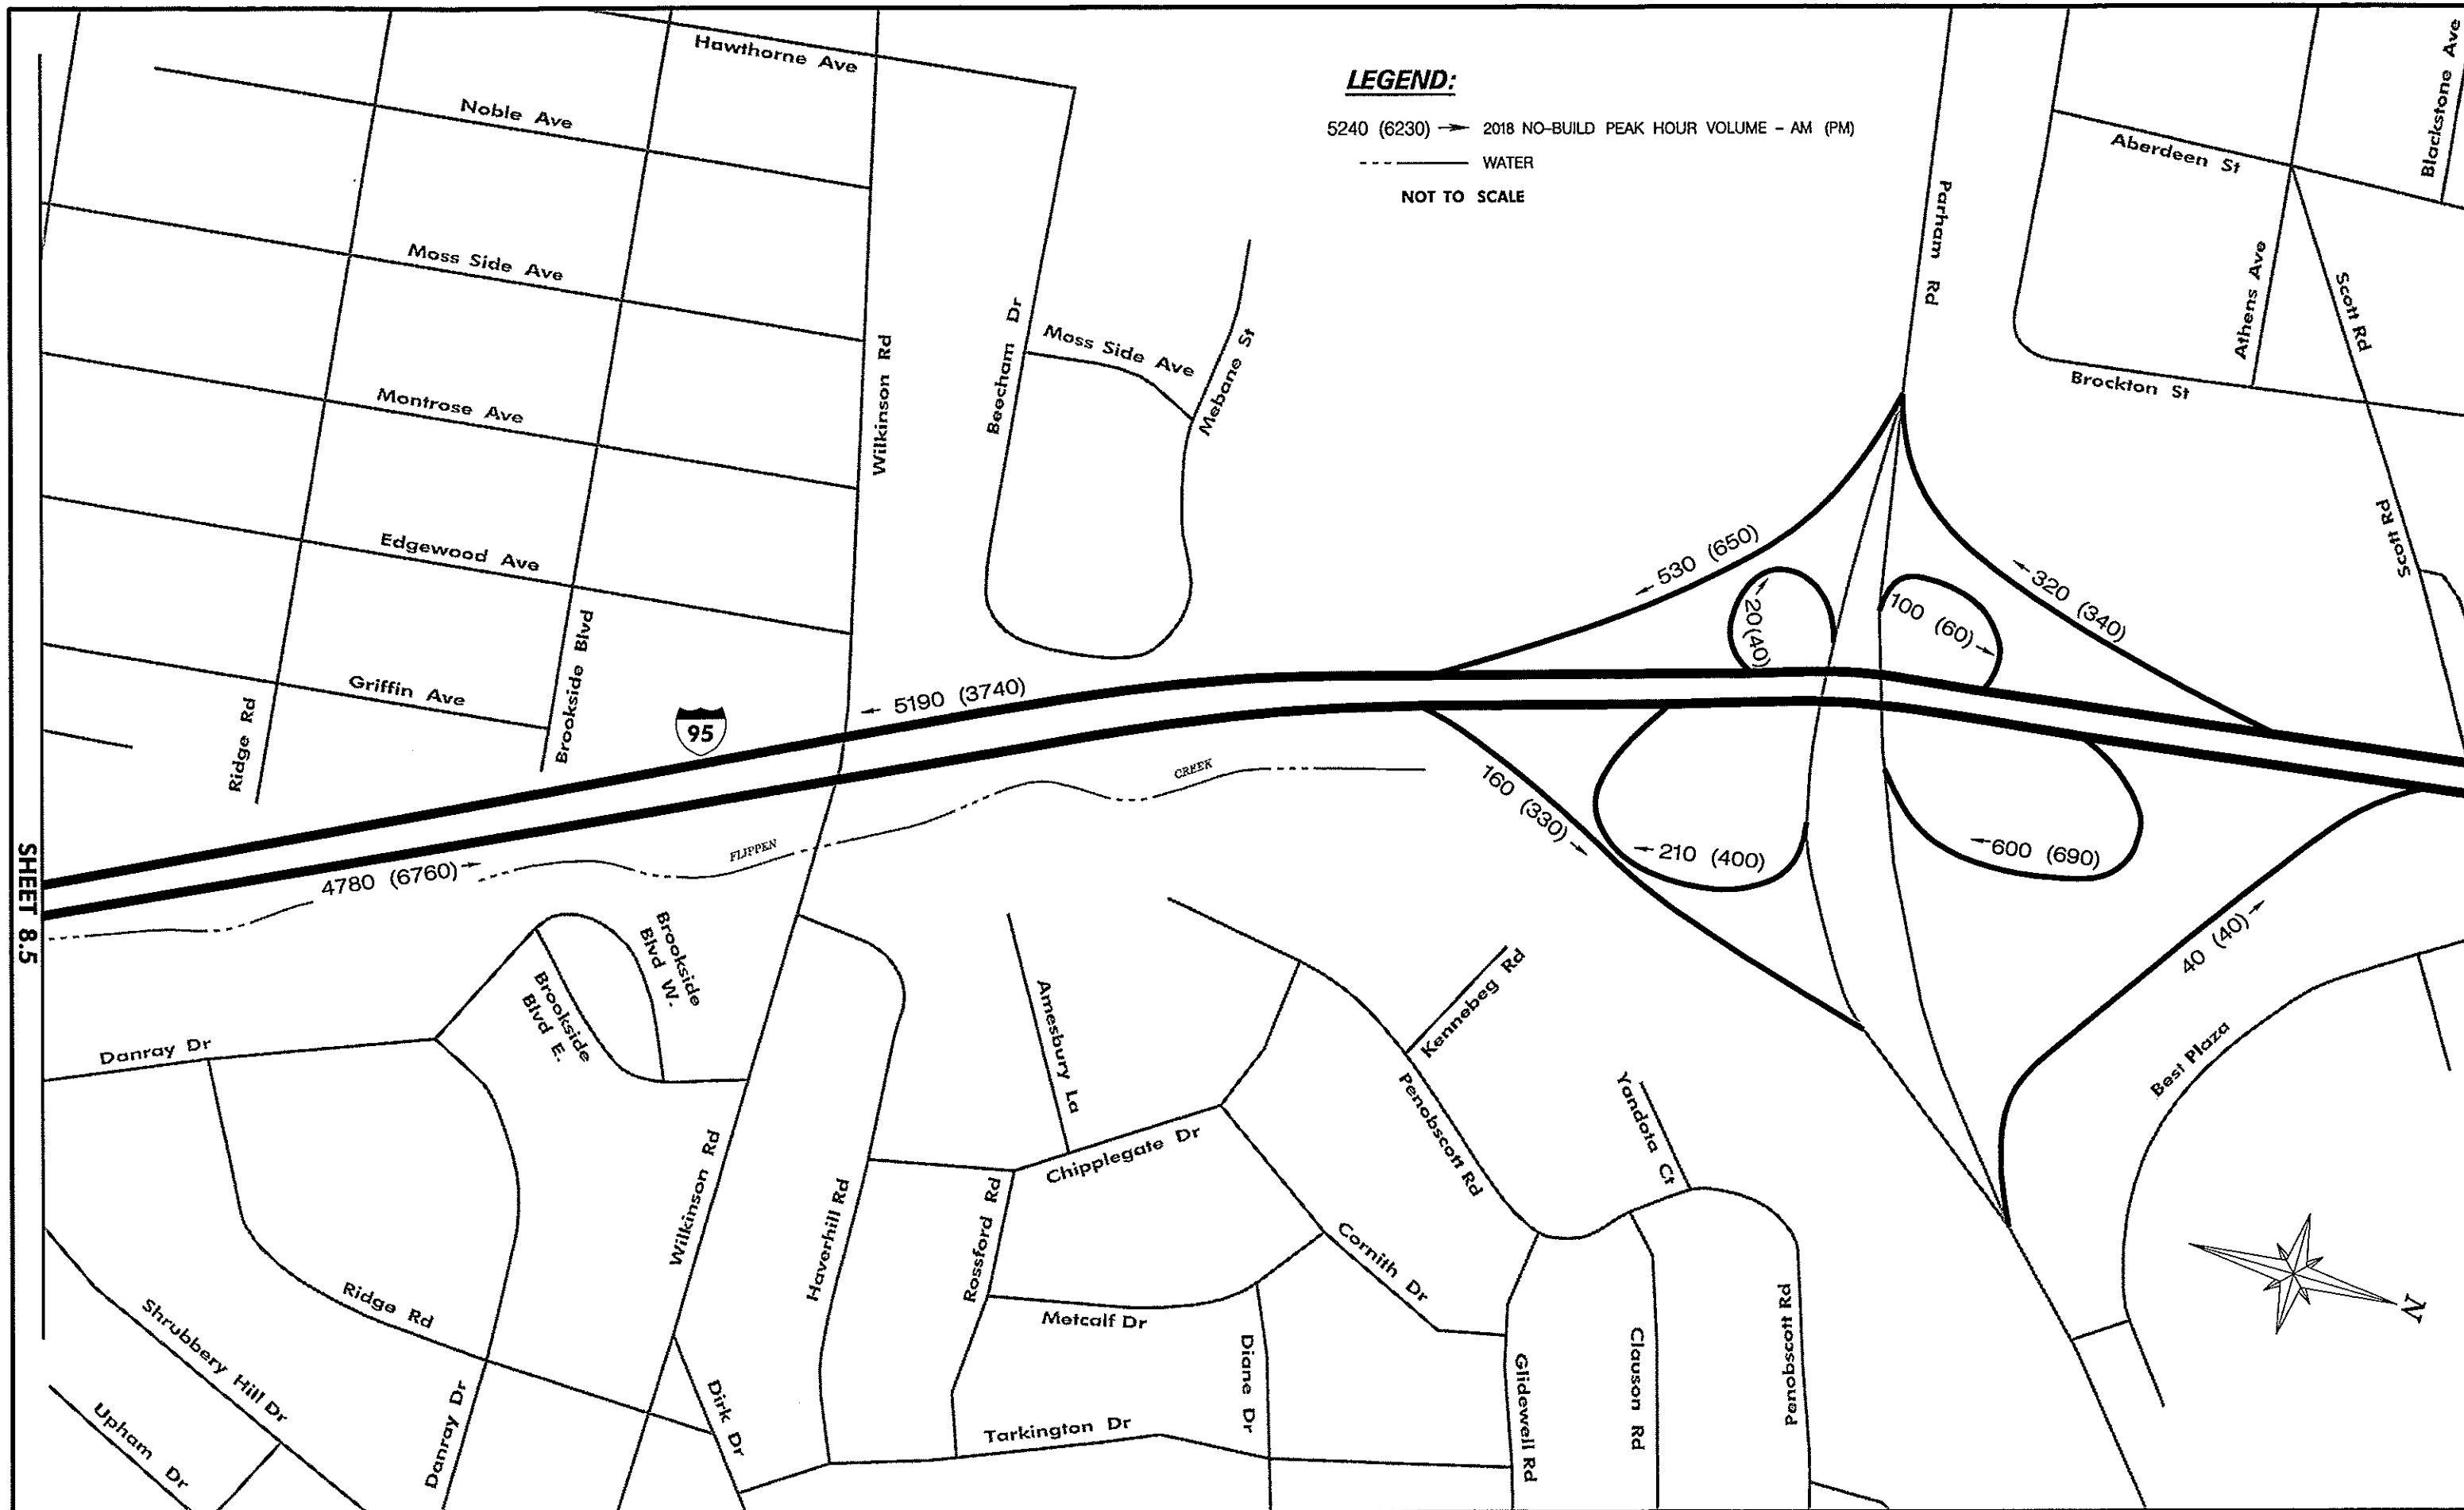 Hawthorne Ave
Noble Ave
Moss Side Ave
Montrose Ave
Edgewood Ave
Griffin Ave
Ridge Rd
Brookside Blvd
Wilkinson Rd
Beecham Dr
Moss Side Ave
Mebane St
LEGEND:
5240 (6230) → 2018 NO-BUILD PEAK HOUR VOLUME - AM (PM)
WATER
NOT TO SCALE
Parham Rd
Aberdeen St
Blackstone Ave
Athens Ave
Scott Rd
Brockton St
Scott Rd
← 530 (650)
←20(40)
100 (60)→
←320 (340)
95
← 5190 (3740)
4780 (6760)→
SHEET 8.5
FLIPPEN
CREEK
160 (330)→
←210 (400)
←600 (690)
40 (40)→
Brookside
Blvd W.
Brookside
Blvd E.
Danray Dr
Amesbury La
Kennebeg Rd
Penobscott Rd
Yandota Ct
Best Plaza
Chipplegate Dr
Wilkinson Rd
Haverhill Rd
Rossford Rd
Cornith Dr
Metcalf Dr
Diane Dr
Glidewell Rd
Clauson Rd
Penobscott Rd
Ridge Rd
Shrubbery Hill Dr
Upham Dr
Danray Dr
Dirk Dr
Tarkington Dr
N